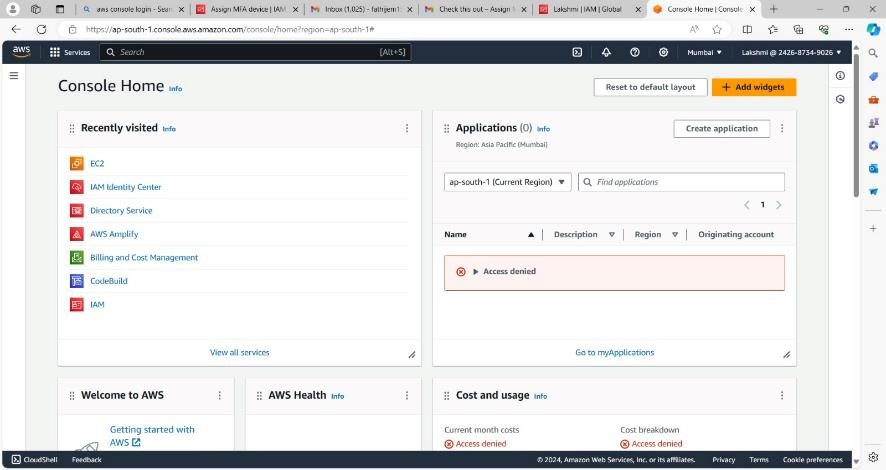 aws console login - Sear
Assign MFA device | IAM
Inbox (1,025) - fathrjem1
Check this out – Assign
Lakshmi | IAM | Global
Console Home | Console
https://ap-south-1.console.aws.amazon.com/console/home?region=ap-south-1#
aws
Services
Search
[Alt+S]
Mumbai
Lakshmi @ 2426-8734-9026
Console Home Info
Reset to default layout
+ Add widgets
Recently visited Info
EC2
IAM Identity Center
Directory Service
AWS Amplify
Billing and Cost Management
CodeBuild
IAM
View all services
Applications (0) Info
Region: Asia Pacific (Mumbai)
Create application
ap-south-1 (Current Region)
Find applications
1
Name
Description
Region
Originating account
Access denied
Go to myApplications
Welcome to AWS
Getting started with
AWS
AWS Health Info
Cost and usage Info
Current month costs
Access denied
Cost breakdown
Access denied
CloudShell
Feedback
© 2024, Amazon Web Services, Inc. or its affiliates.
Privacy
Terms
Cookie preferences